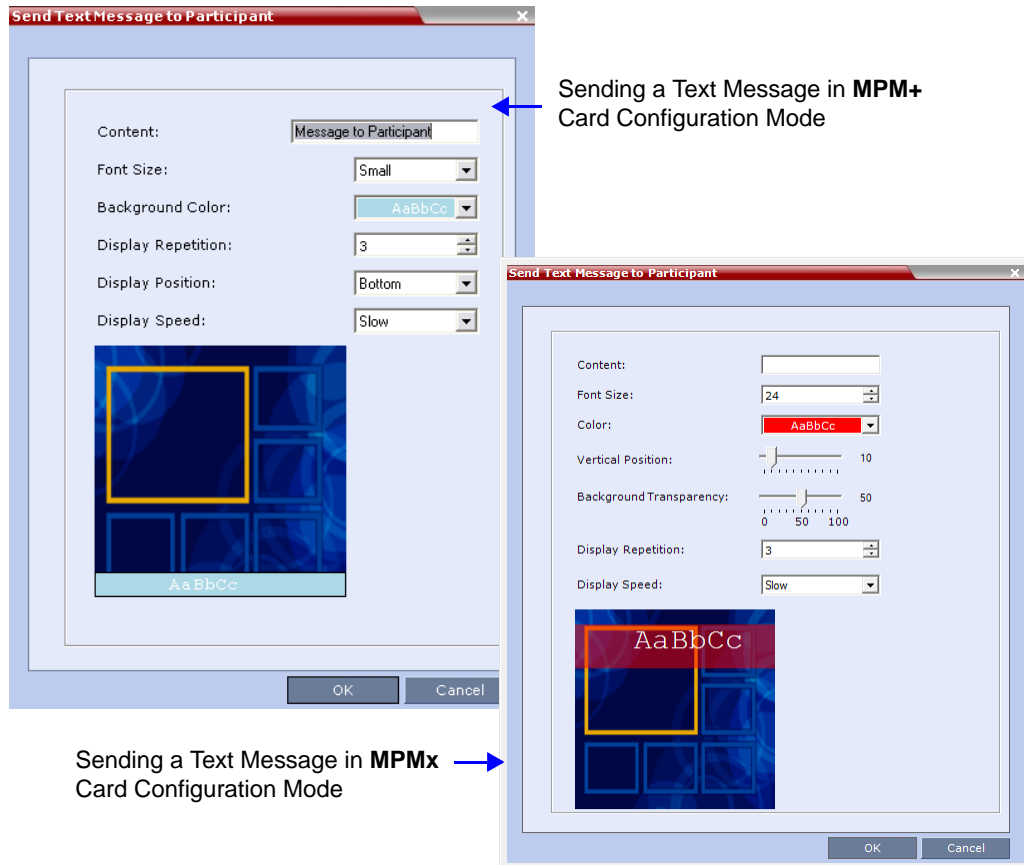 Send Text Message to Participant
Sending a Text Message in MPM+
Card Configuration Mode
Content: Message to Participant
Font Size: Small
Background Color: AaBbCc
Display Repetition: 3
Display Position: Bottom
Display Speed: Slow
AaBbCc
OK Cancel
Send Text Message to Participant
Content:
Font Size: 24
Color: AaBbCc
Vertical Position: 10
Background Transparency: 50
0 50 100
Display Repetition: 3
Display Speed: Slow
AaBbCc
OK Cancel
Sending a Text Message in MPMx
Card Configuration Mode